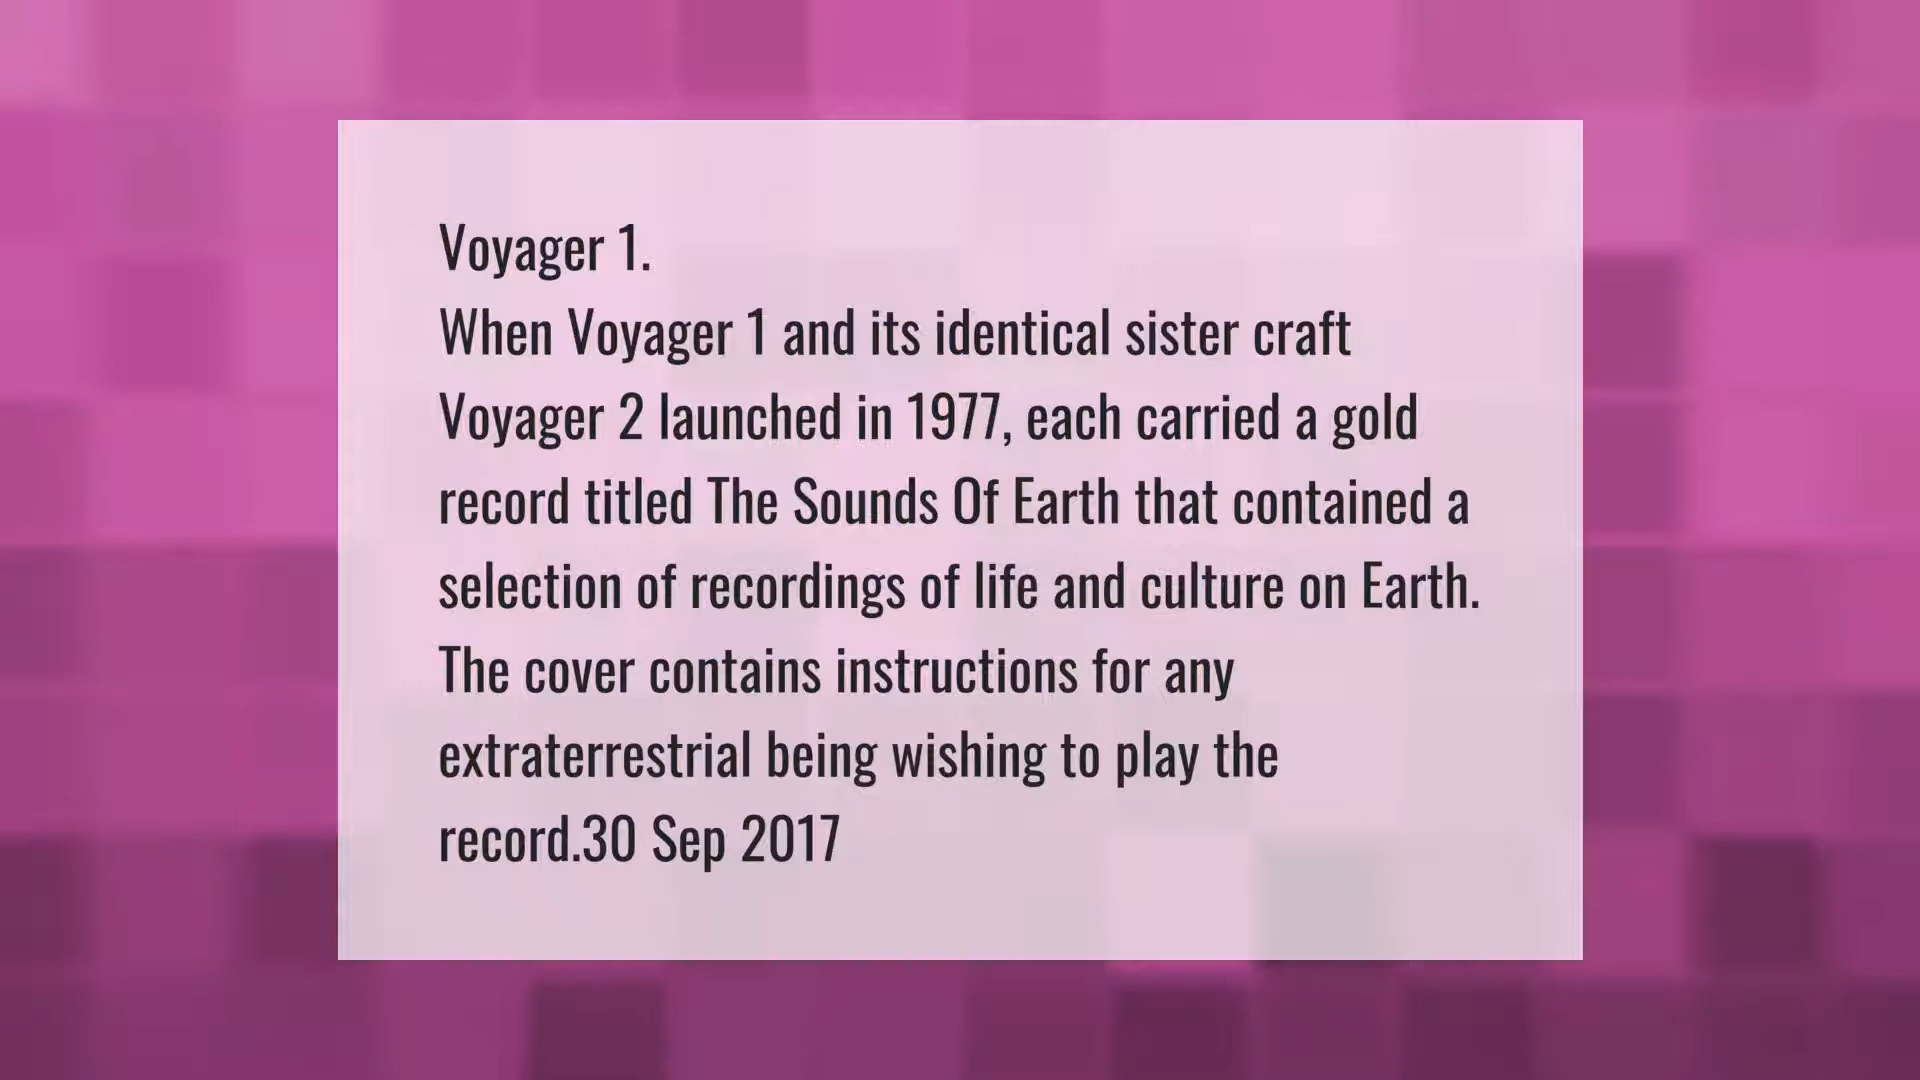 Voyager 1.
When Voyager 1 and its identical sister craft
Voyager 2 launched in 1977, each carried a gold
record titled The Sounds Of Earth that contained a
selection of recordings of life and culture on Earth.
The cover contains instructions for any
extraterrestrial being wishing to play the
record.30 Sep 2017